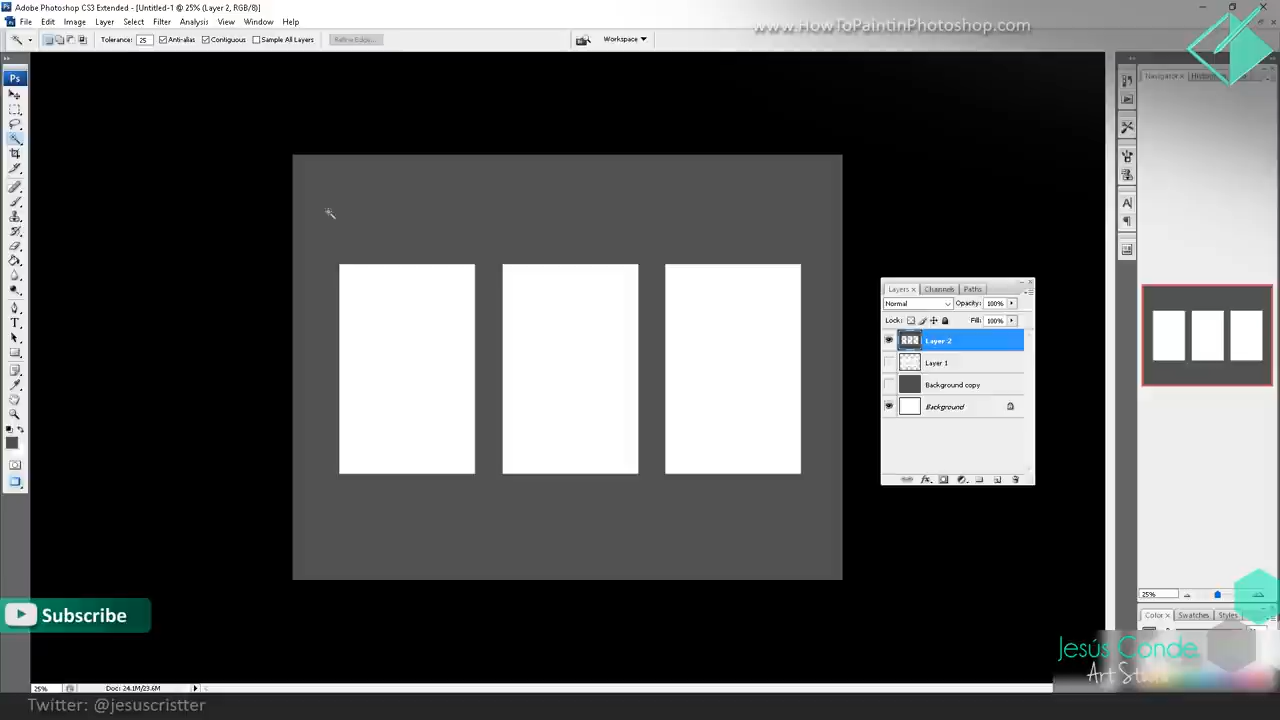 Adobe Photoshop CS3 Extended - [Untitled-1 @ 25% (Layer 2, RGB/8)]
File Edit Image Layer Select Filter Analysis View Window Help
www.HowToPaintinPhotoshop.com
Tolerance: 25 Anti-alias Contiguous Sample All Layers Refine Edge... Workspace
Ps
Navigator
Layers Channels Paths
Normal Opacity: 100%
Lock: Fill: 100%
Layer 2
Layer 1
Background copy
Background
25%
Color Swatches Styles
Subscribe
Jesús Conde
25% Doc: 24.1M/23.6M
Twitter: @jesuscristter